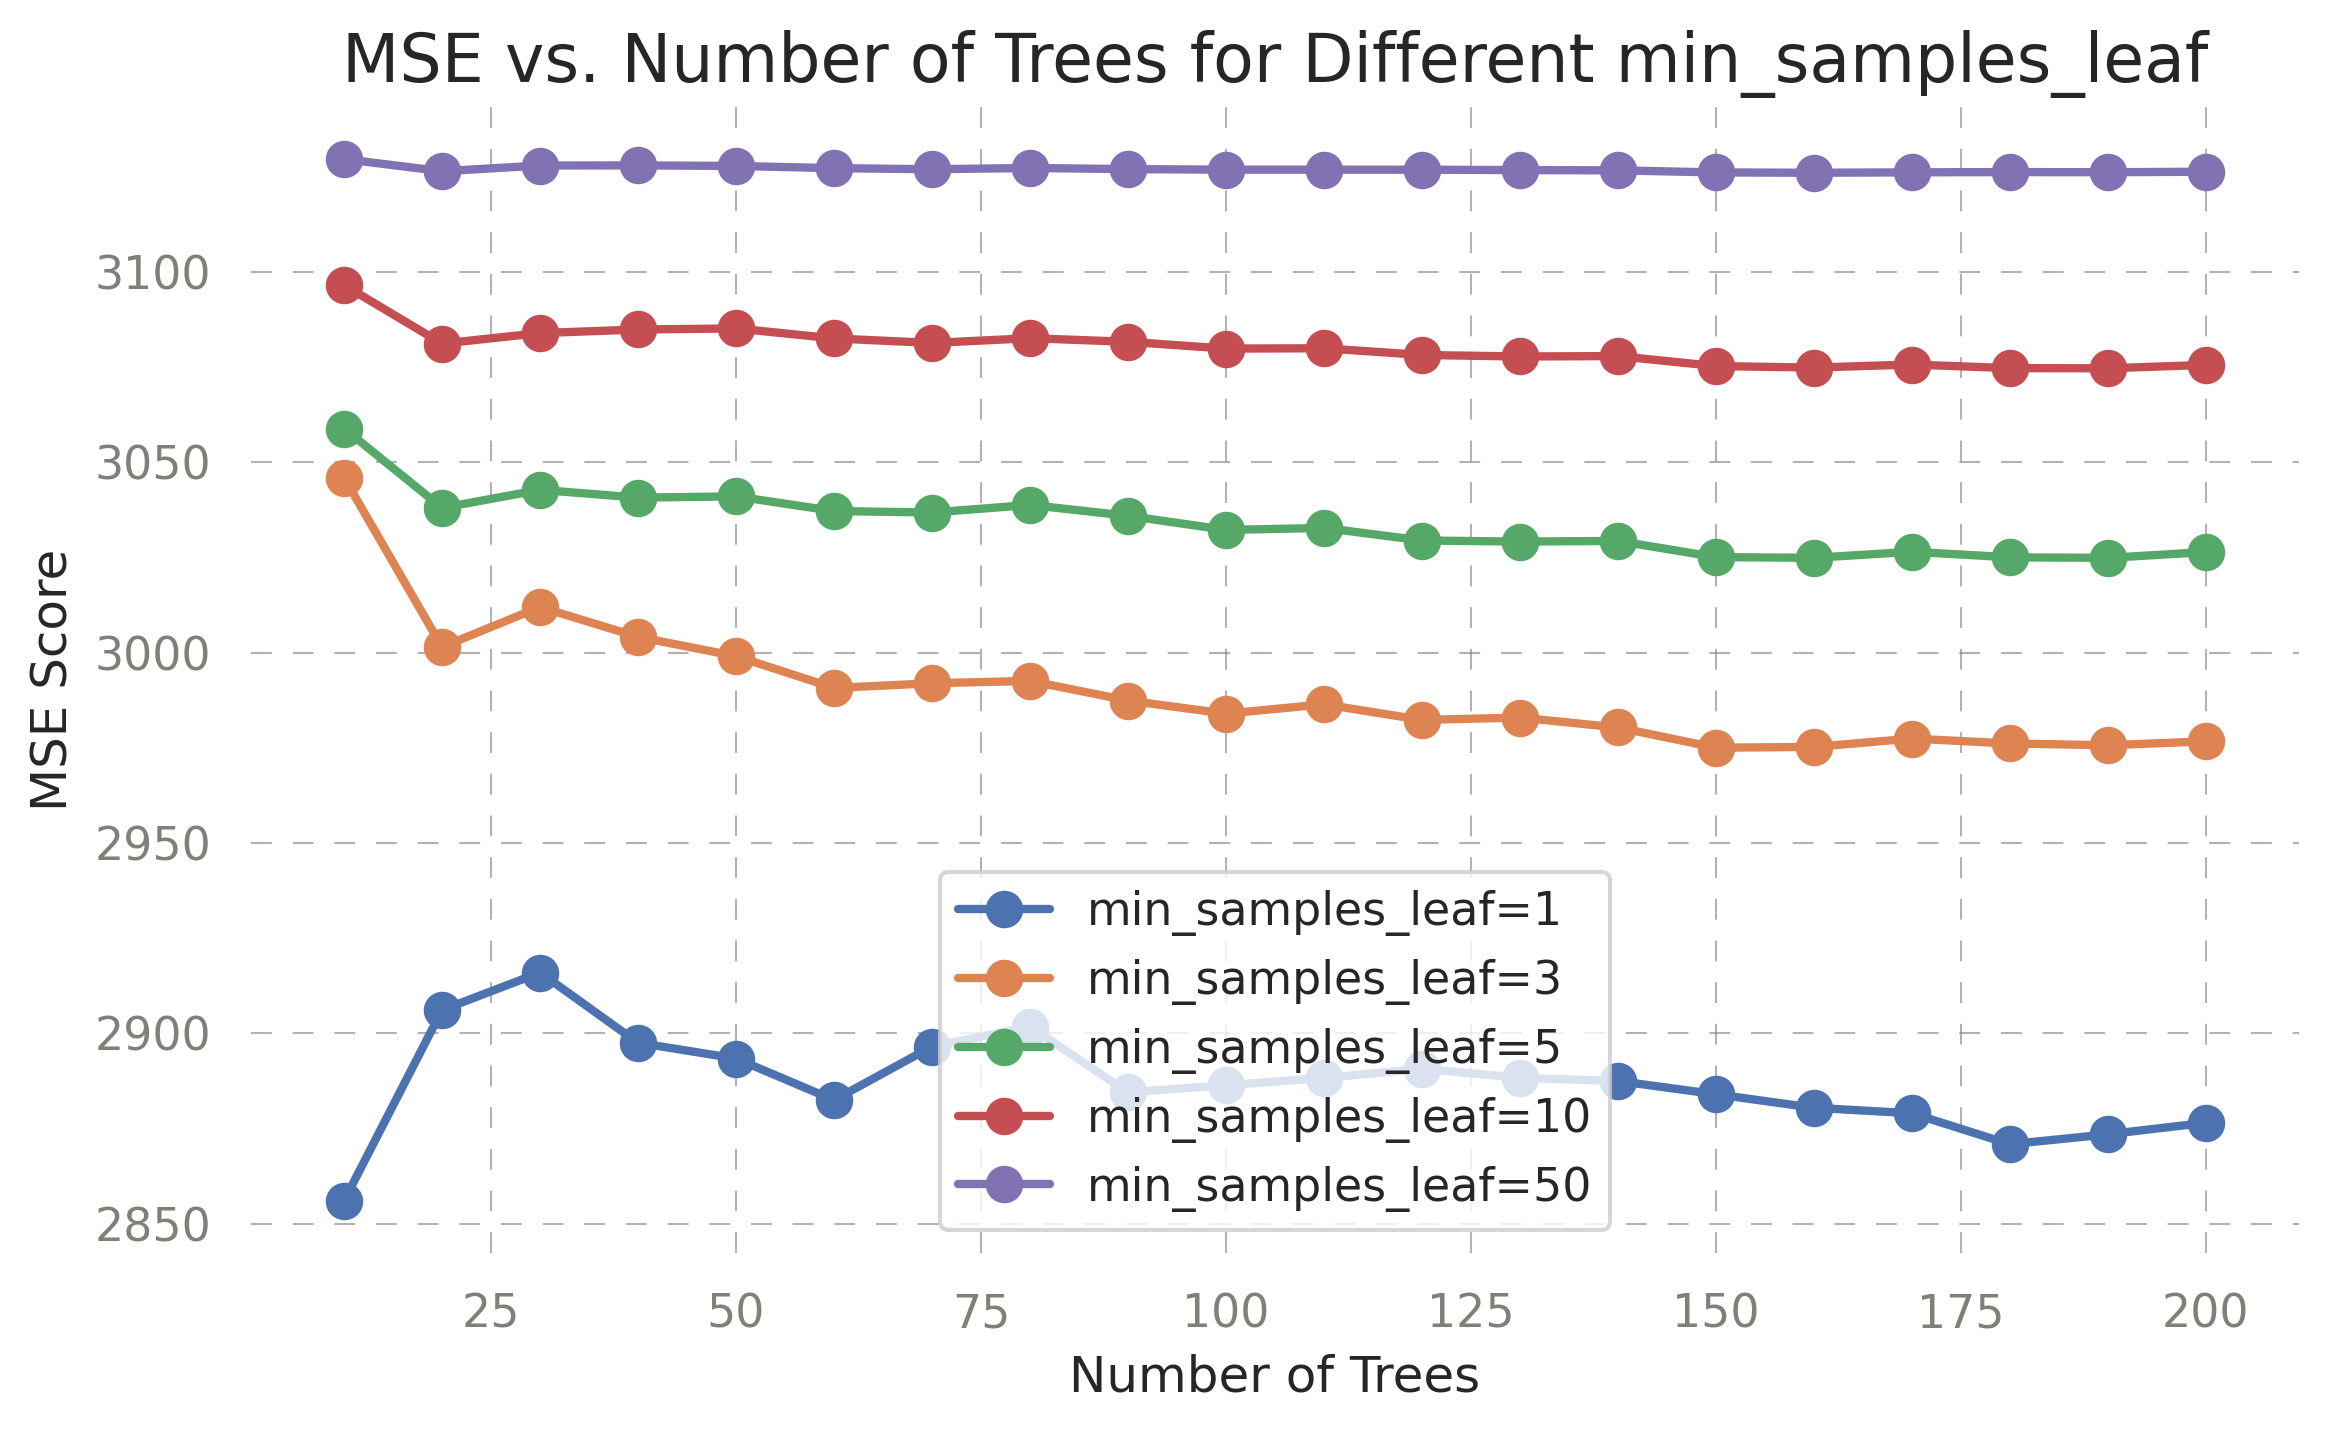 MSE vs. Number of Trees for Different min_samples_leaf
3100
3050
3000
2950
2900
2850
MSE Score
min_samples_leaf=1
min_samples_leaf=3
min_samples_leaf=5
min_samples_leaf=10
min_samples_leaf=50
25 50 75 100 125 150 175 200
Number of Trees